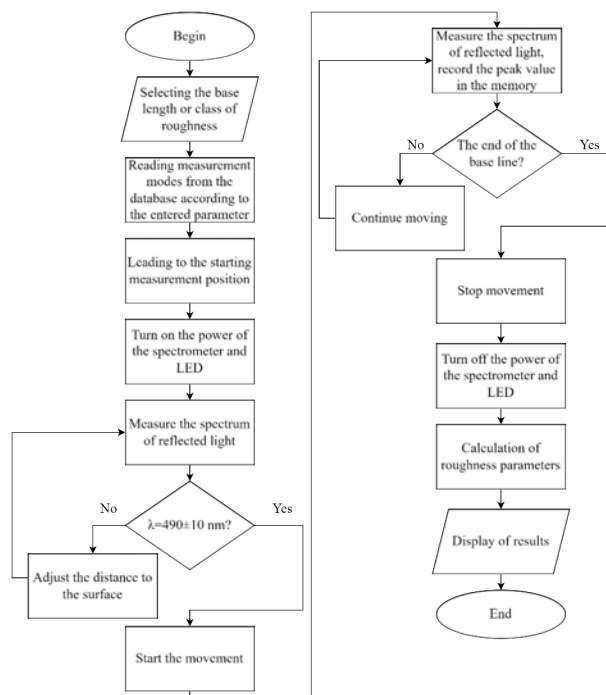 Begin
Selecting the base
length or class of
roughness
Reading measurement
modes from the
database according to
the entered parameter
Leading to the starting
measurement position
Turn on the power of
the spectrometer and
LED
Measure the spectrum
of reflected light
No
Yes
λ=490±10 nm?
Adjust the distance to
the surface
Start the movement
Measure the spectrum
of reflected light,
record the peak value
in the memory
No
Yes
The end of the
base line?
Continue moving
Stop movement
Turn off the power of
the spectrometer and
LED
Calculation of
roughness parameters
Display of results
End